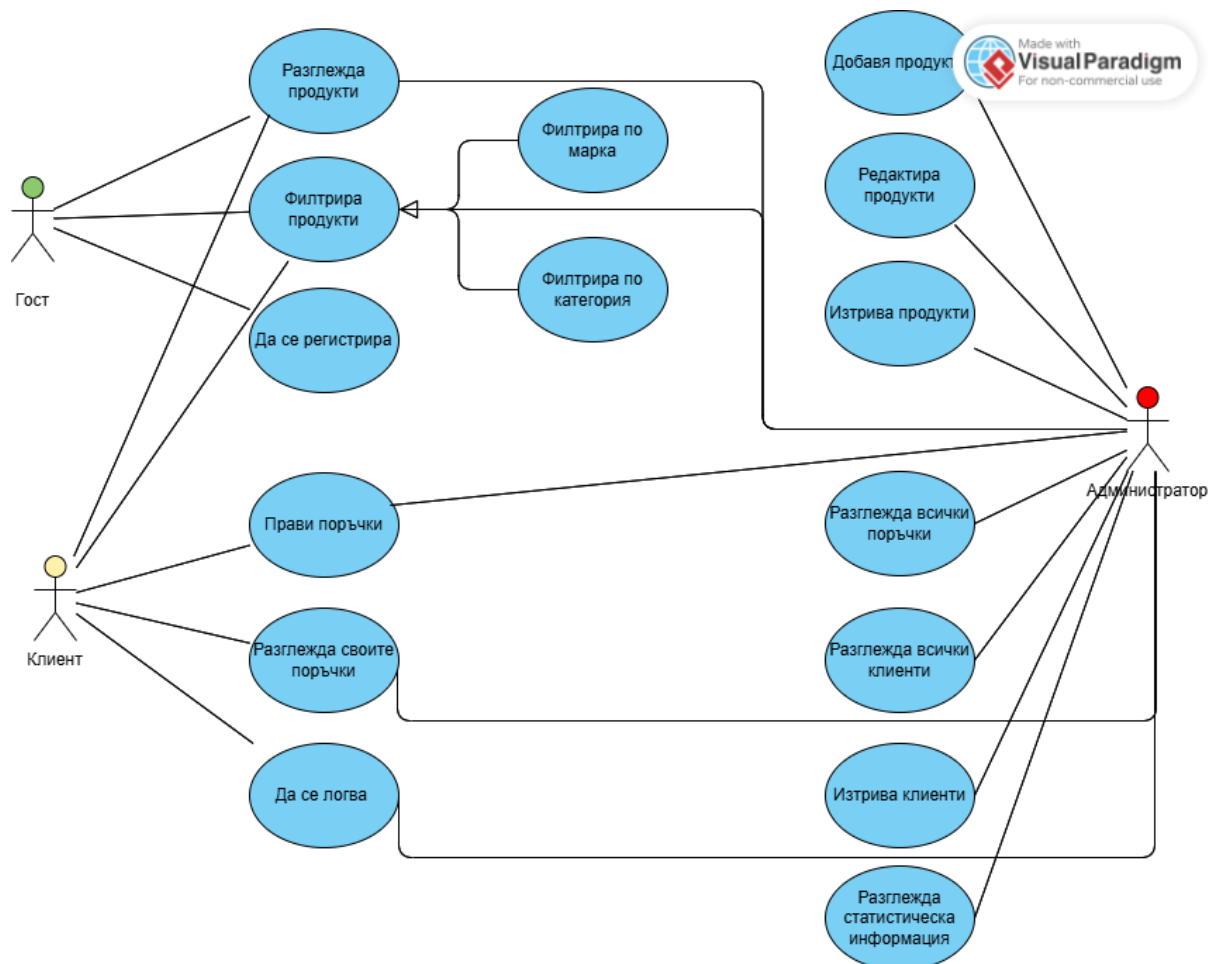 Разглежда
продукти
Филтрира по
марка
Филтрира
продукти
Филтрира по
категория
Да се регистрира
Гост
Прави поръчки
Клиент
Разглежда своите
поръчки
Да се логва
Добавя продукт
Made with
Visual Paradigm
For non-commercial use
Редактира
продукти
Изтрива продукти
Администратор
Разглежда всички
поръчки
Разглежда всички
клиенти
Изтрива клиенти
Разглежда
статистическа
информация